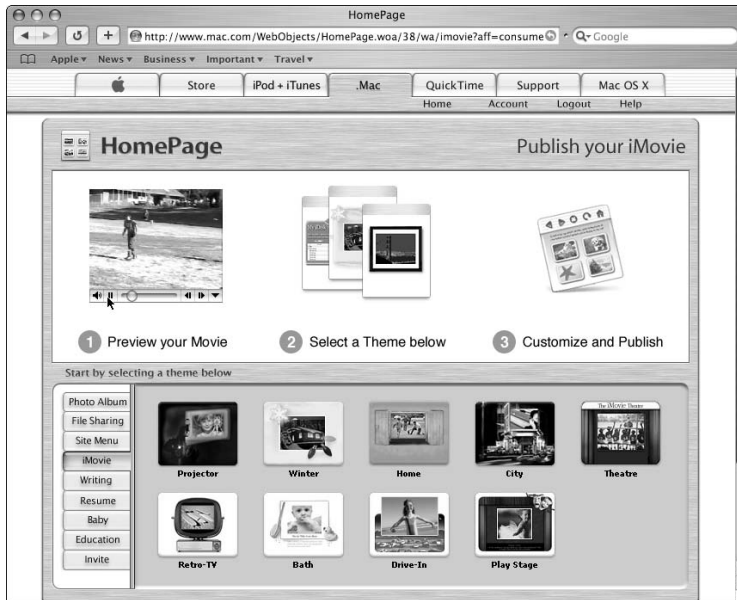 HomePage
http://www.mac.com/WebObjects/HomePage.woa/38/wa/imovie?aff=consume
Google
Apple News Business Important Travel
Store iPod + iTunes .Mac QuickTime Support Mac OS X
Home Account Logout Help
HomePage
Publish your iMovie
1 Preview your Movie
2 Select a Theme below
3 Customize and Publish
Start by selecting a theme below
Photo Album
File Sharing
Site Menu
iMovie
Writing
Resume
Baby
Education
Invite
The iMovie Theatre
Projector Winter Home City Theatre
Retro-TV Bath Drive-In Play Stage